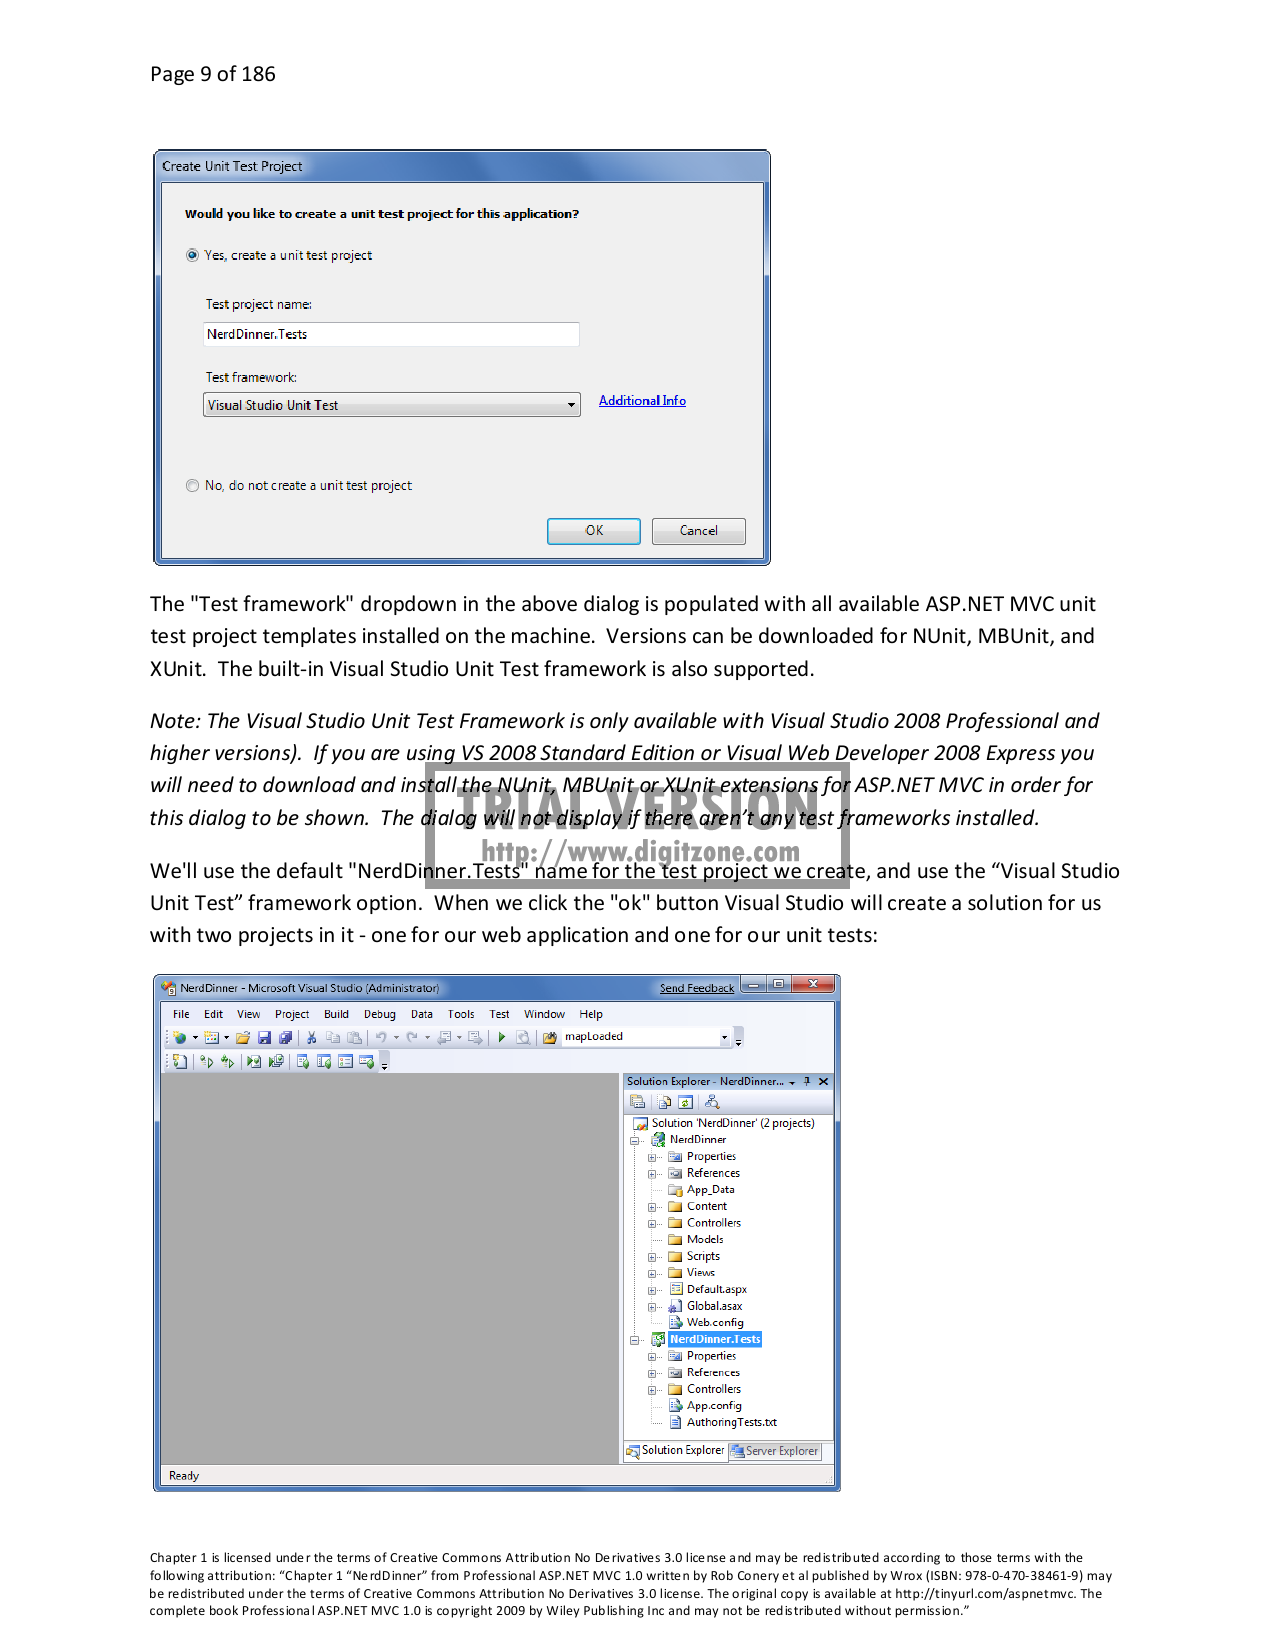 Page 9 of 186
Create Unit Test Project
Would you like to create a unit test project for this application?
Yes, create a unit test project
Test project name:
NerdDinner.Tests
Test framework:
Visual Studio Unit Test
Additional Info
No, do not create a unit test project
OK Cancel
The "Test framework" dropdown in the above dialog is populated with all available ASP.NET MVC unit
test project templates installed on the machine.  Versions can be downloaded for NUnit, MBUnit, and
XUnit.  The built-in Visual Studio Unit Test framework is also supported.
Note: The Visual Studio Unit Test Framework is only available with Visual Studio 2008 Professional and
higher versions).  If you are using VS 2008 Standard Edition or Visual Web Developer 2008 Express you
will need to download and install the NUnit, MBUnit or XUnit extensions for ASP.NET MVC in order for
this dialog to be shown.  The dialog will not display if there aren’t any test frameworks installed.
TRIAL VERSION
http://www.digitzone.com
We'll use the default "NerdDinner.Tests" name for the test project we create, and use the “Visual Studio
Unit Test” framework option.  When we click the "ok" button Visual Studio will create a solution for us
with two projects in it - one for our web application and one for our unit tests:
NerdDinner - Microsoft Visual Studio (Administrator) Send Feedback
File Edit View Project Build Debug Data Tools Test Window Help
mapLoaded
Solution Explorer - NerdDinner...
Solution 'NerdDinner' (2 projects)
NerdDinner
Properties
References
App_Data
Content
Controllers
Models
Scripts
Views
Default.aspx
Global.asax
Web.config
NerdDinner.Tests
Properties
References
Controllers
App.config
AuthoringTests.txt
Solution Explorer Server Explorer
Ready
Chapter 1 is licensed under the terms of Creative Commons Attribution No Derivatives 3.0 license and may be redistributed according to those terms with the
following attribution: “Chapter 1 “NerdDinner” from Professional ASP.NET MVC 1.0 written by Rob Conery et al published by Wrox (ISBN: 978-0-470-38461-9) may
be redistributed under the terms of Creative Commons Attribution No Derivatives 3.0 license. The original copy is available at http://tinyurl.com/aspnetmvc. The
complete book Professional ASP.NET MVC 1.0 is copyright 2009 by Wiley Publishing Inc and may not be redistributed without permission.”